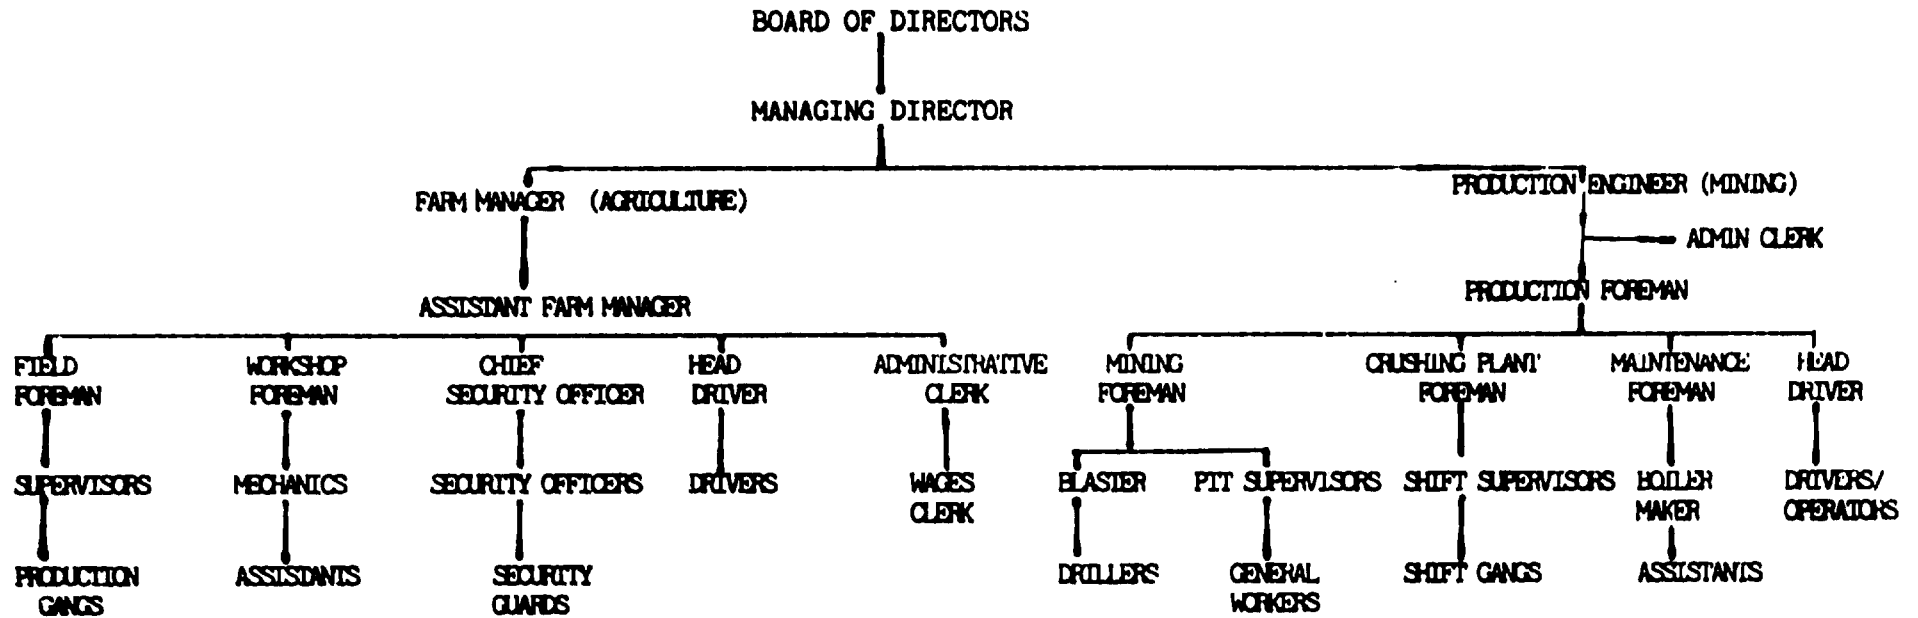 BOARD OF DIRECTORS
MANAGING DIRECTOR
FARM MANAGER (AGRICULTURE)
PRODUCTION ENGINEER (MINING)
ADMIN CLERK
ASSISTANT FARM MANAGER
PRODUCTION FOREMAN
FIELD
FOREMAN
WORKSHOP
FOREMAN
CHIEF
SECURITY OFFICER
HEAD
DRIVER
ADMINISTRATIVE
CLERK
MINING
FOREMAN
CRUSHING PLANT
FOREMAN
MAINTENANCE
FOREMAN
HEAD
DRIVER
SUPERVISORS
MECHANICS
SECURITY OFFICERS
DRIVERS
WAGES
CLERK
BLASTER
PIT SUPERVISORS
SHIFT SUPERVISORS
BOILER
MAKER
DRIVERS/
OPERATORS
PRODUCTION
GANGS
ASSISTANTS
SECURITY
GUARDS
DRILLERS
GENERAL
WORKERS
SHIFT GANGS
ASSISTANTS